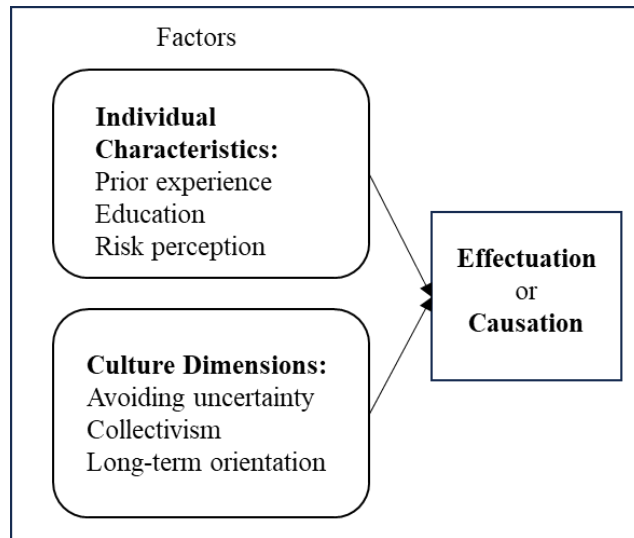 Factors
Individual
Characteristics:
Prior experience
Education
Risk perception
Effectuation
or
Causation
Culture Dimensions:
Avoiding uncertainty
Collectivism
Long-term orientation